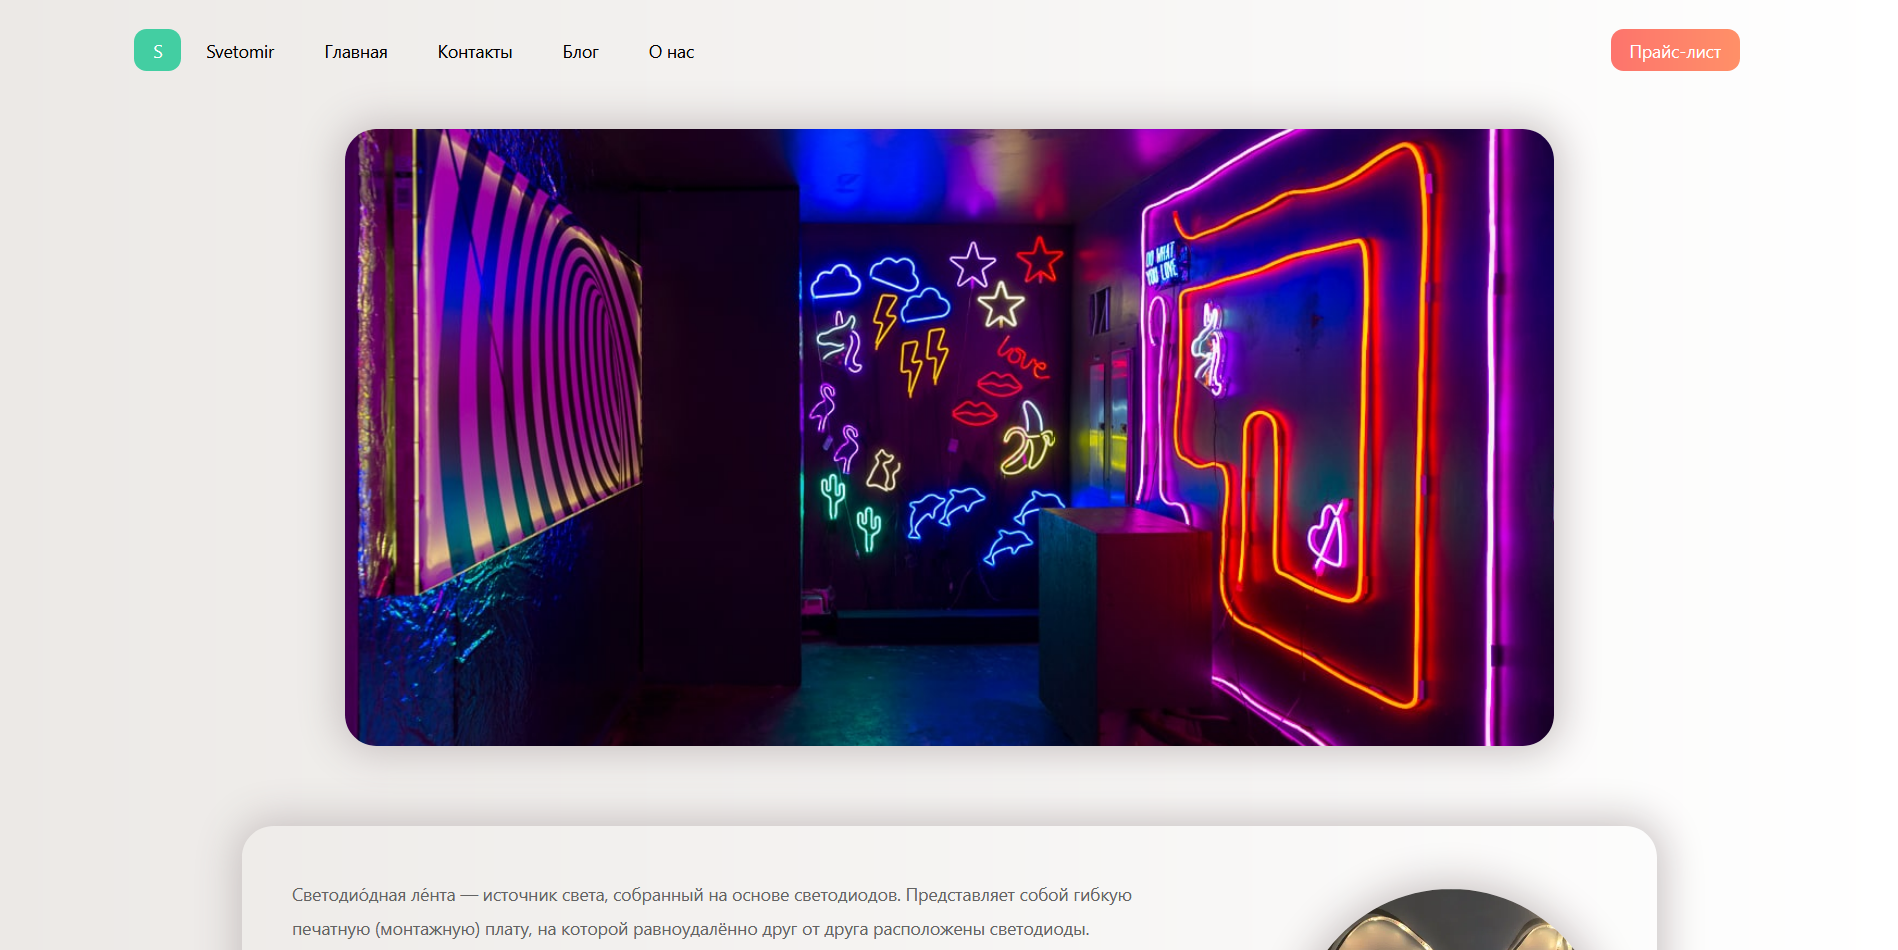 S Svetomir Главная Контакты Блог О нас Прайс-лист
DO WHAT
YOU LOVE
love
Светодио́дная ле́нта — источник света, собранный на основе светодиодов. Представляет собой гибкую
печатную (монтажную) плату, на которой равноудалённо друг от друга расположены светодиоды.